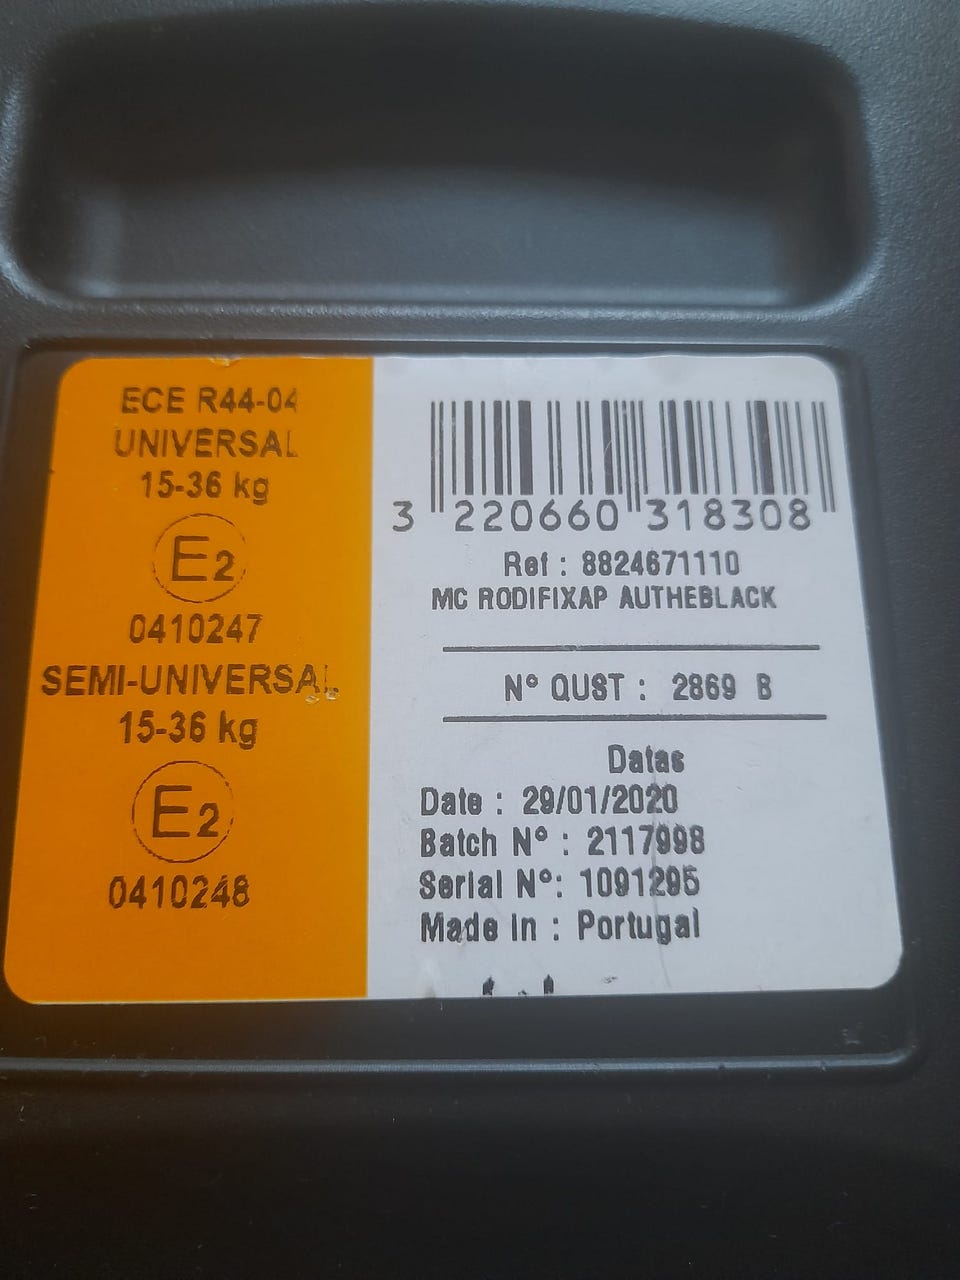 ECE R44-04
UNIVERSAL
15-36 kg
E2
0410247
SEMI-UNIVERSAL
15-36 kg
E2
0410248
3 220660 318308
Ref : 8824671110
MC RODIFIXAP AUTHEBLACK
N° QUST : 2869 B
Datas
Date : 29/01/2020
Batch N° : 2117998
Serial N°: 1091295
Made in : Portugal